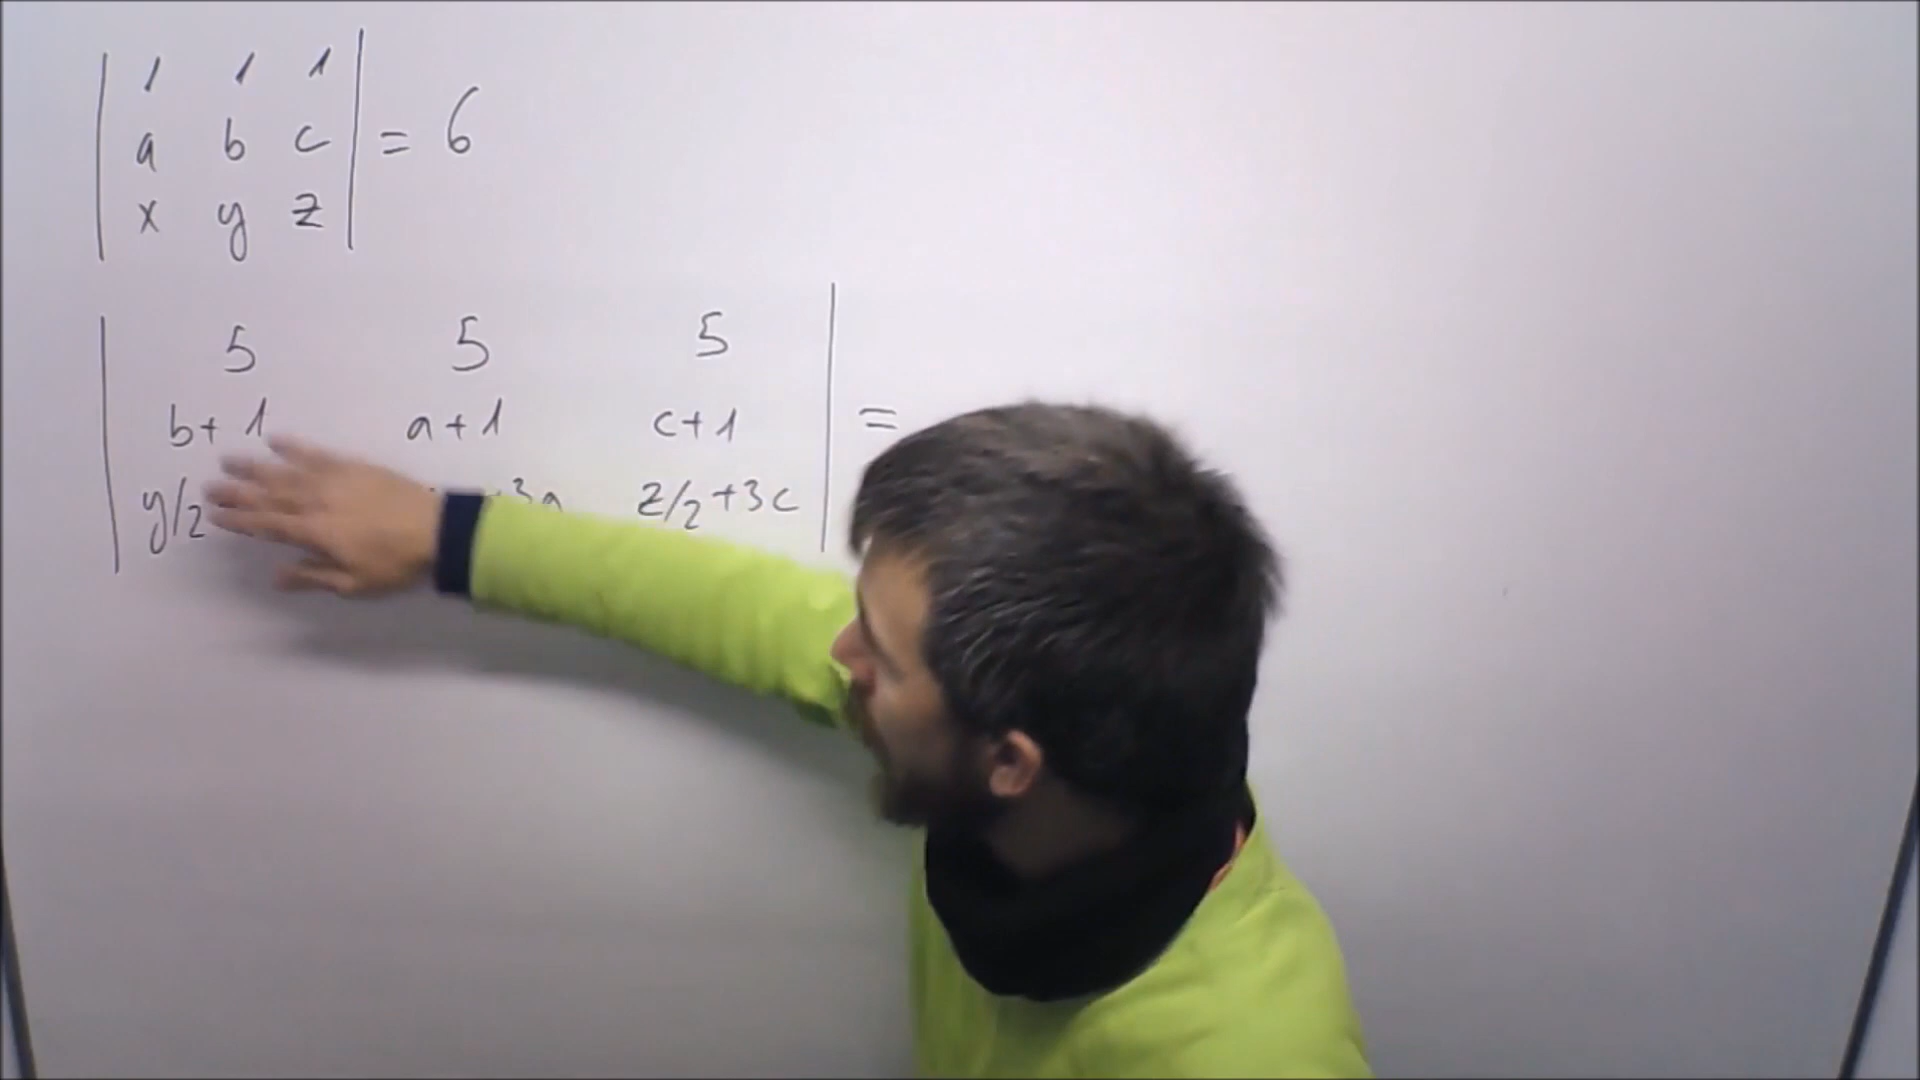 1 1 1
a b c = 6
x y z
5 5 5
b+1 a+1 c+1 =
y/2 +3a z/2+3c